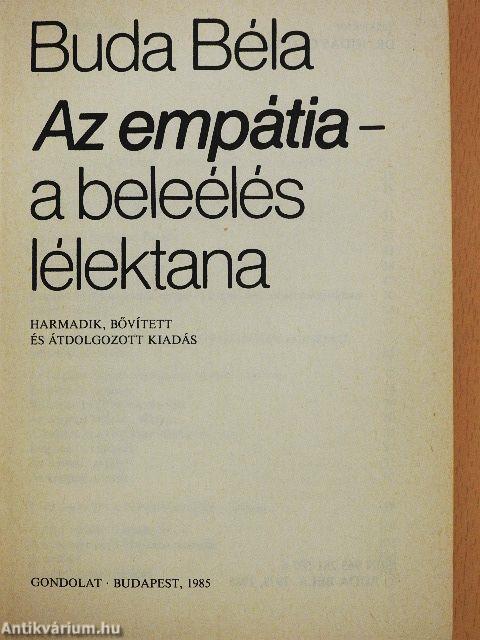 Buda Béla
Az empátia –
a beleélés
lélektana
HARMADIK, BŐVÍTETT
ÉS ÁTDOLGOZOTT KIADÁS
GONDOLAT · BUDAPEST, 1985
Antikvárium.hu